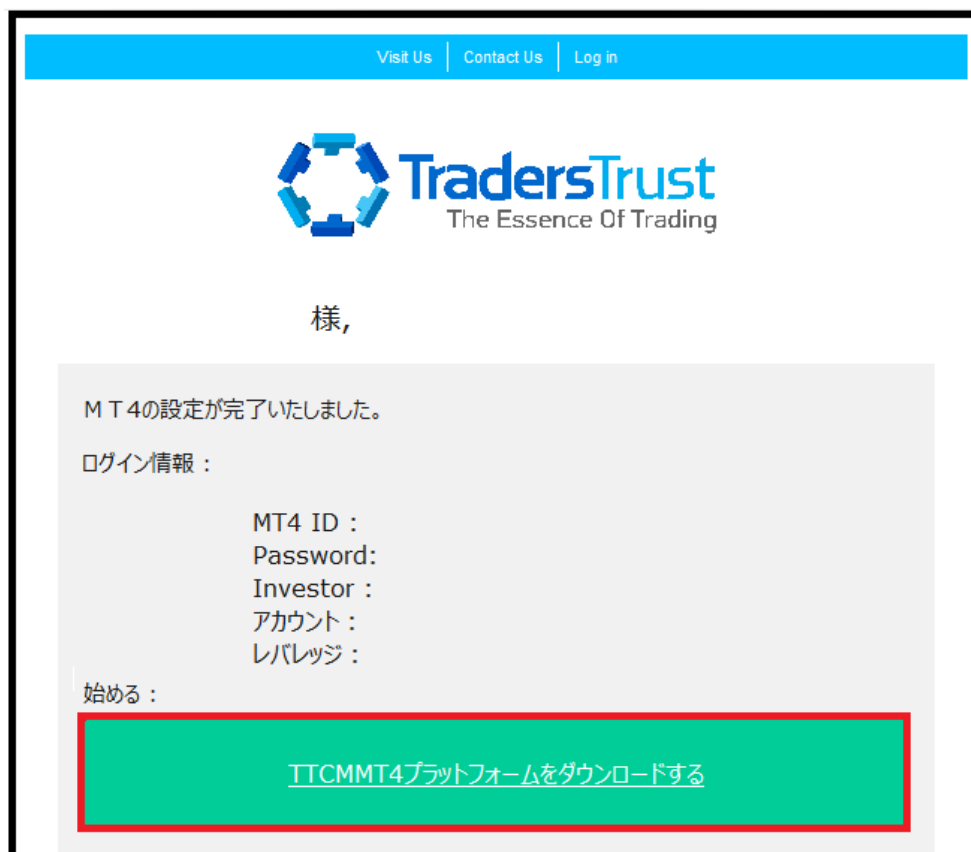 Visit Us Contact Us Log in
TradersTrust
The Essence Of Trading
様,
ＭＴ4の設定が完了いたしました。
ログイン情報：
MT4 ID：
Password:
Investor：
アカウント：
レバレッジ：
始める：
TTCMMT4プラットフォームをダウンロードする